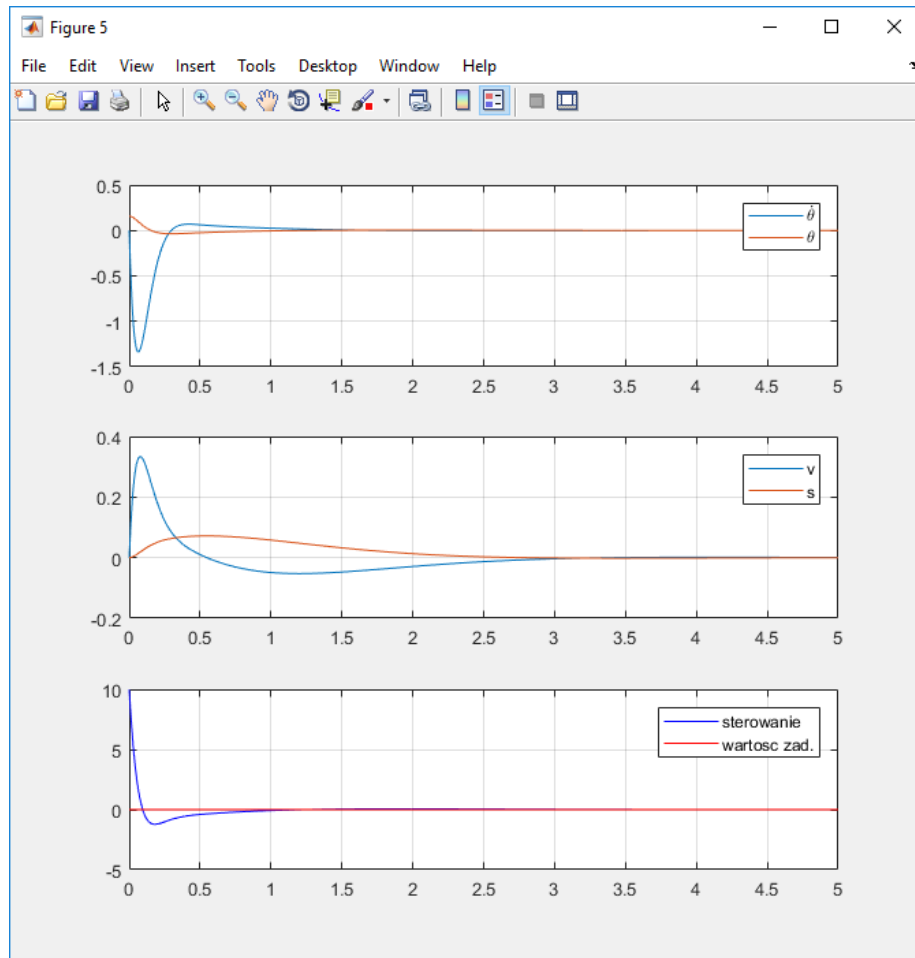 Figure 5
File Edit View Insert Tools Desktop Window Help
0.5
0
-0.5
-1
-1.5
0 0.5 1 1.5 2 2.5 3 3.5 4 4.5 5
θ̇
θ
0.4
0.2
0
-0.2
0 0.5 1 1.5 2 2.5 3 3.5 4 4.5 5
v
s
10
5
0
-5
0 0.5 1 1.5 2 2.5 3 3.5 4 4.5 5
sterowanie
wartosc zad.